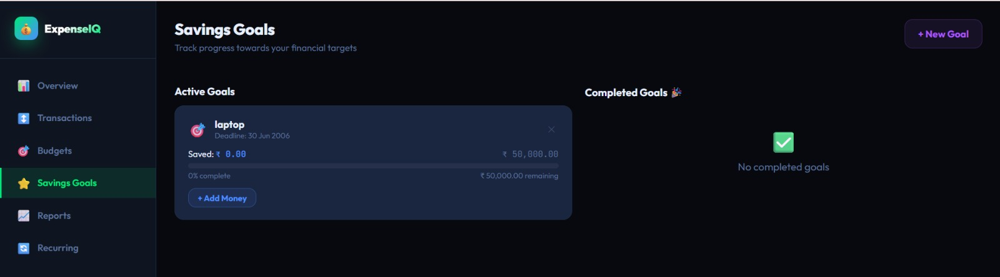 ExpenseIQ
Overview
Transactions
Budgets
Savings Goals
Reports
Recurring
Savings Goals
Track progress towards your financial targets
+ New Goal
Active Goals
laptop
Deadline: 30 Jun 2006
Saved: ₹ 0.00
₹ 50,000.00
0% complete
₹ 50,000.00 remaining
+ Add Money
Completed Goals 🎉
No completed goals